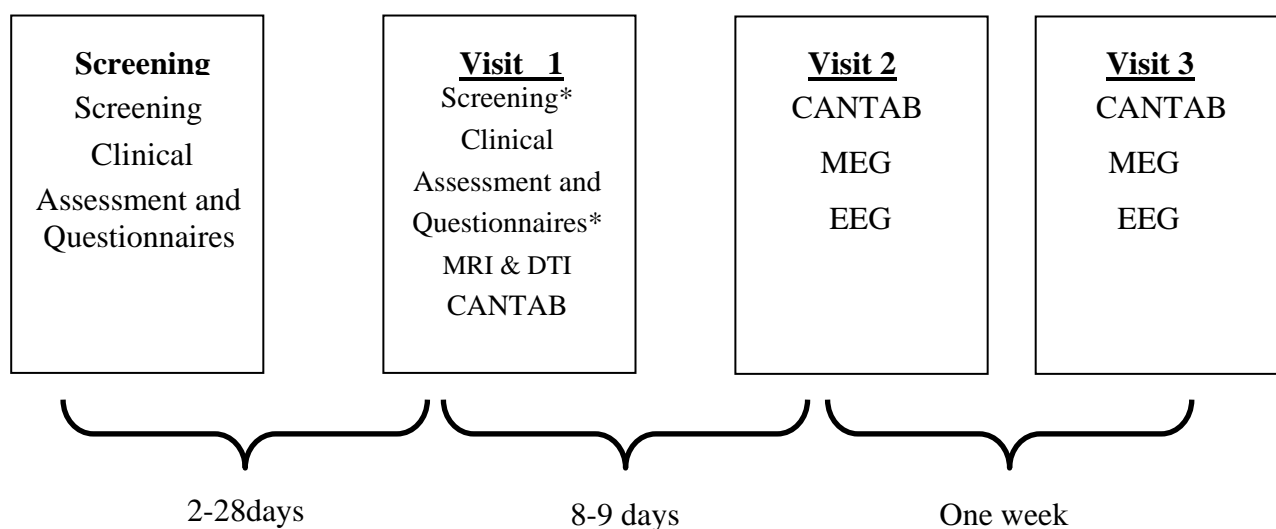 Screening
Screening
Clinical
Assessment and
Questionnaires
Visit 1
Screening*
Clinical
Assessment and
Questionnaires*
MRI & DTI
CANTAB
Visit 2
CANTAB
MEG
EEG
Visit 3
CANTAB
MEG
EEG
2-28days
8-9 days
One week